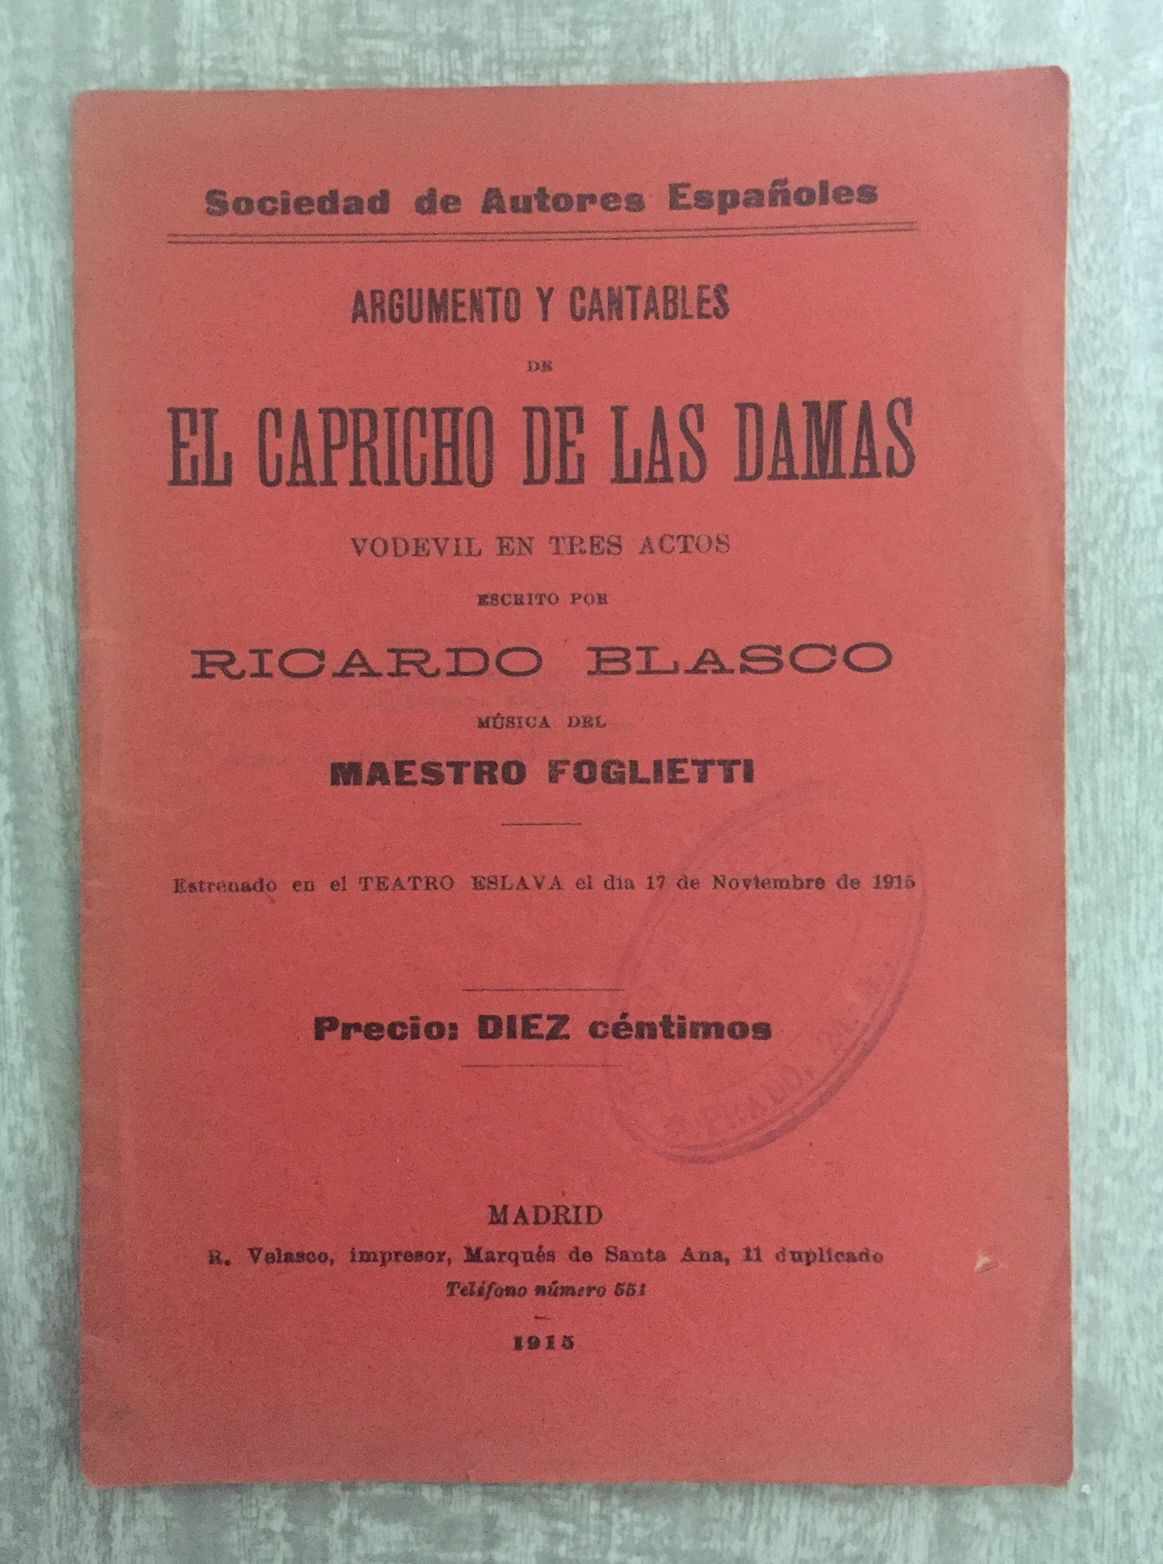 Sociedad de Autores Españoles
ARGUMENTO Y CANTABLES
DE
EL CAPRICHO DE LAS DAMAS
VODEVIL EN TRES ACTOS
ESCRITO POR
RICARDO BLASCO
MÚSICA DEL
MAESTRO FOGLIETTI
Estrenado en el TEATRO ESLAVA el día 17 de Noviembre de 1915
Precio: DIEZ céntimos
MADRID
R. Velasco, impresor, Marqués de Santa Ana, 11 duplicado
Teléfono número 551
1915